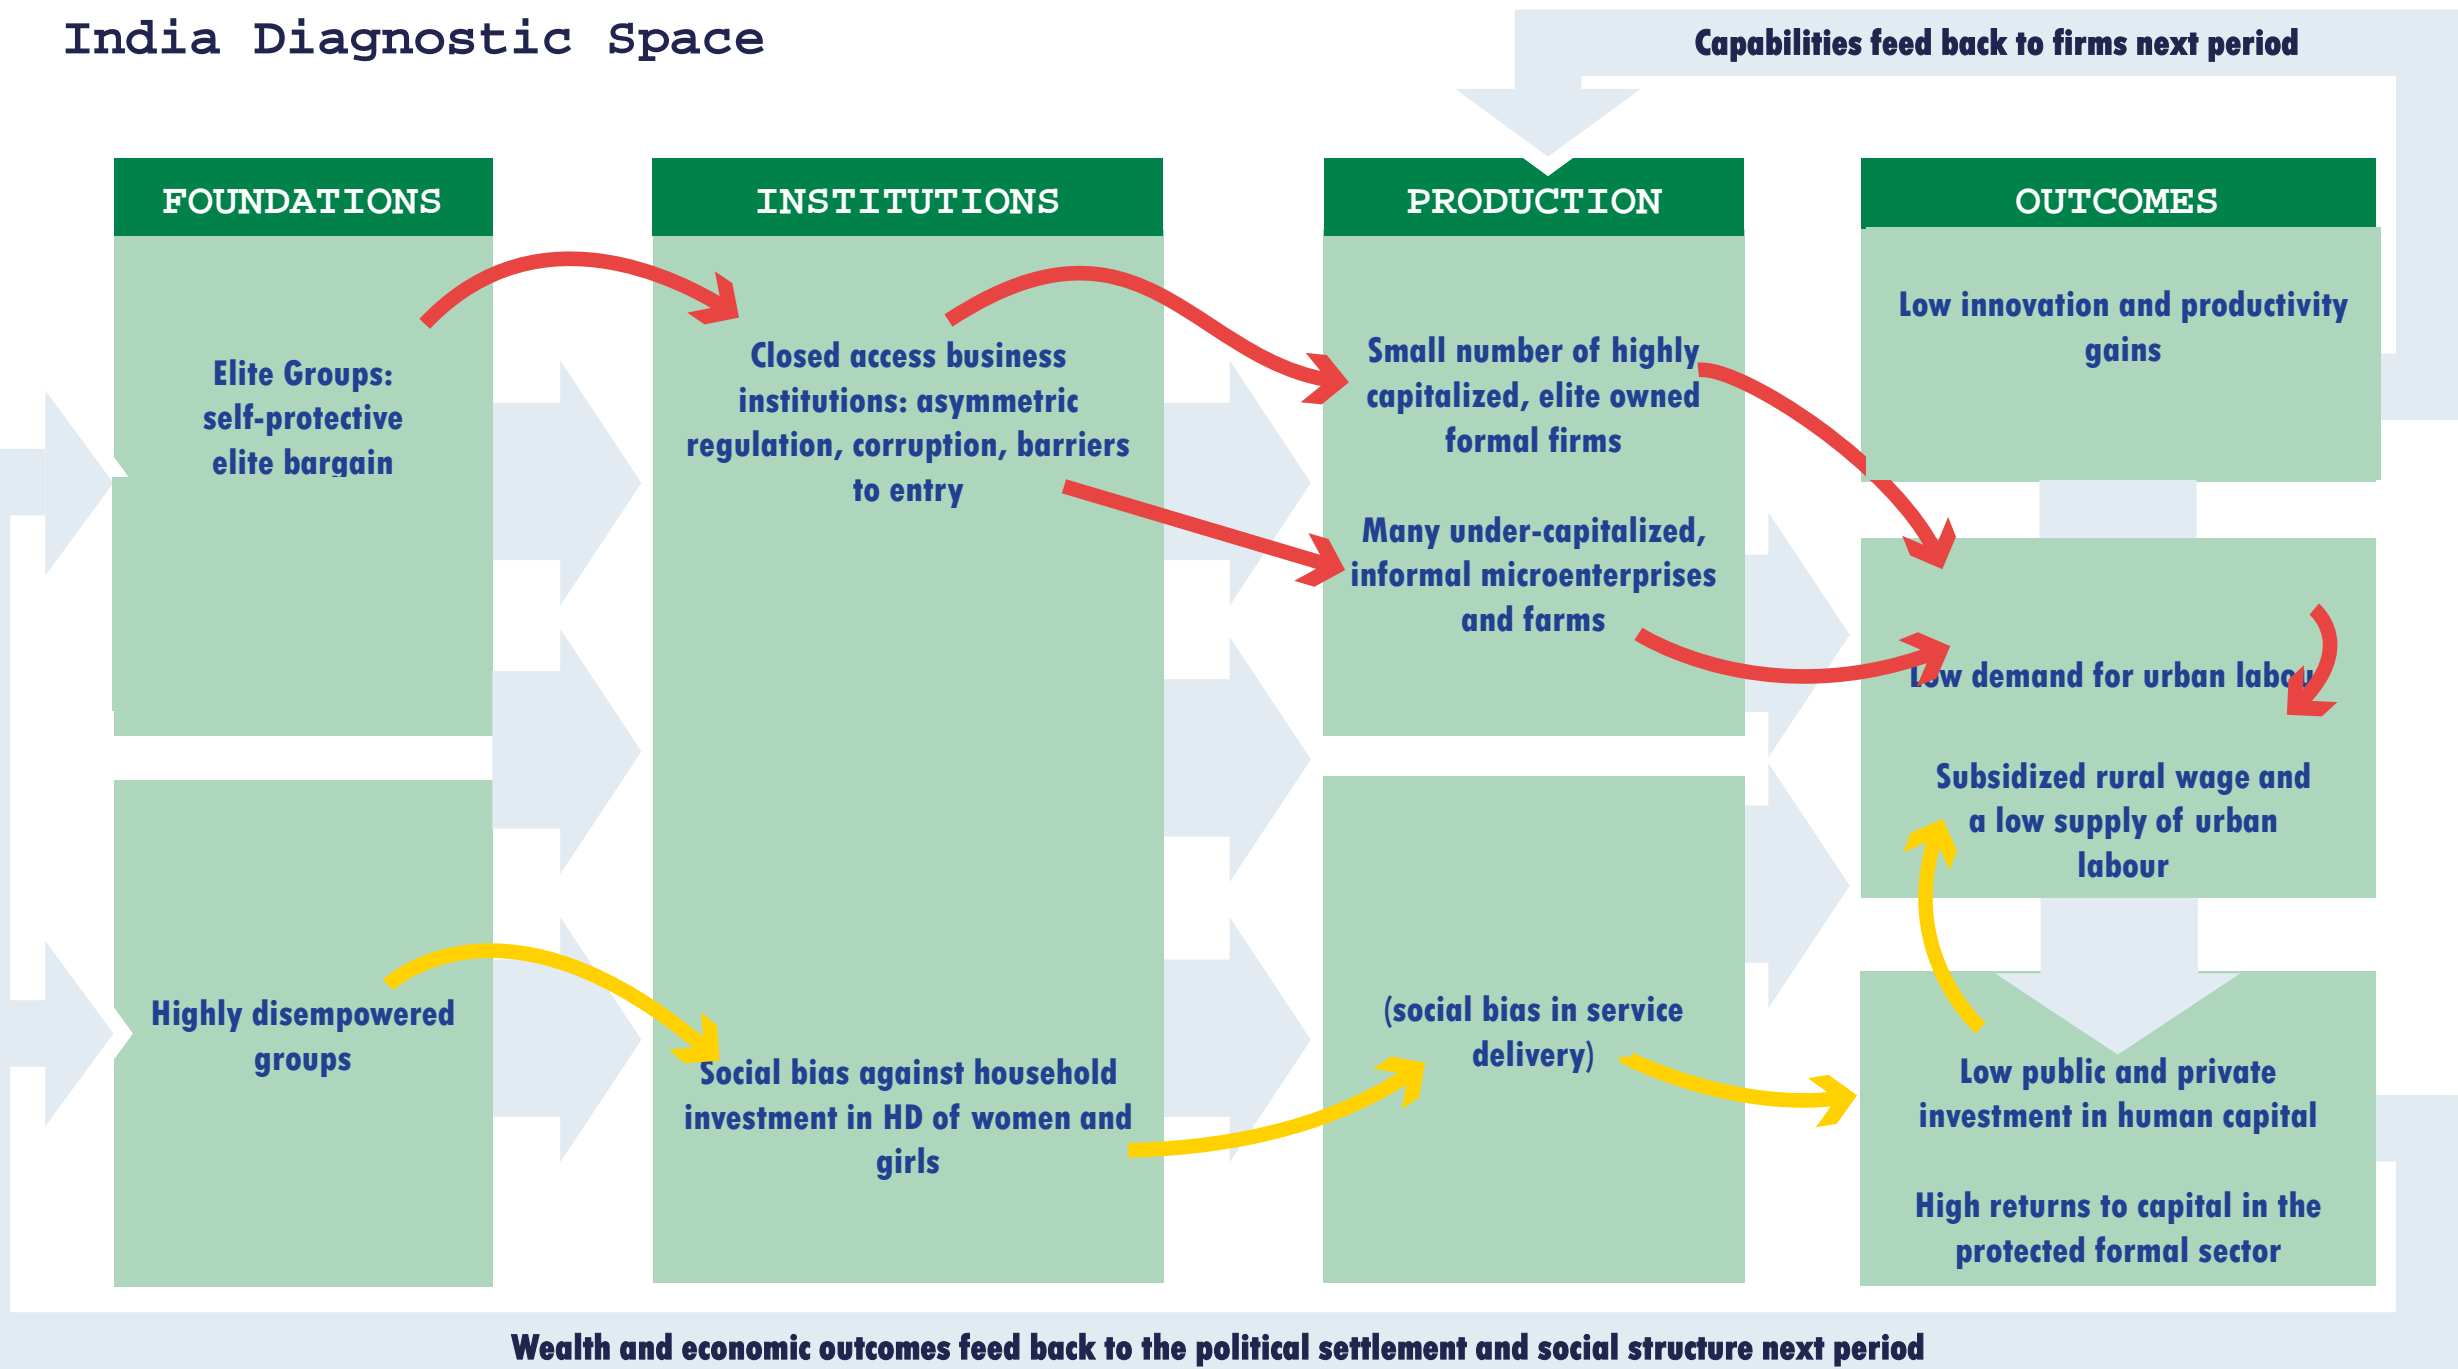 India Diagnostic Space
Capabilities feed back to firms next period
FOUNDATIONS
INSTITUTIONS
PRODUCTION
OUTCOMES
Elite Groups:
self-protective
elite bargain
Highly disempowered
groups
Closed access business
institutions: asymmetric
regulation, corruption, barriers
to entry
Social bias against household
investment in HD of women and
girls
Small number of highly
capitalized, elite owned
formal firms
Many under-capitalized,
informal microenterprises
and farms
(social bias in service
delivery)
Low innovation and productivity
gains
Low demand for urban labour
Subsidized rural wage and
a low supply of urban
labour
Low public and private
investment in human capital
High returns to capital in the
protected formal sector
Wealth and economic outcomes feed back to the political settlement and social structure next period